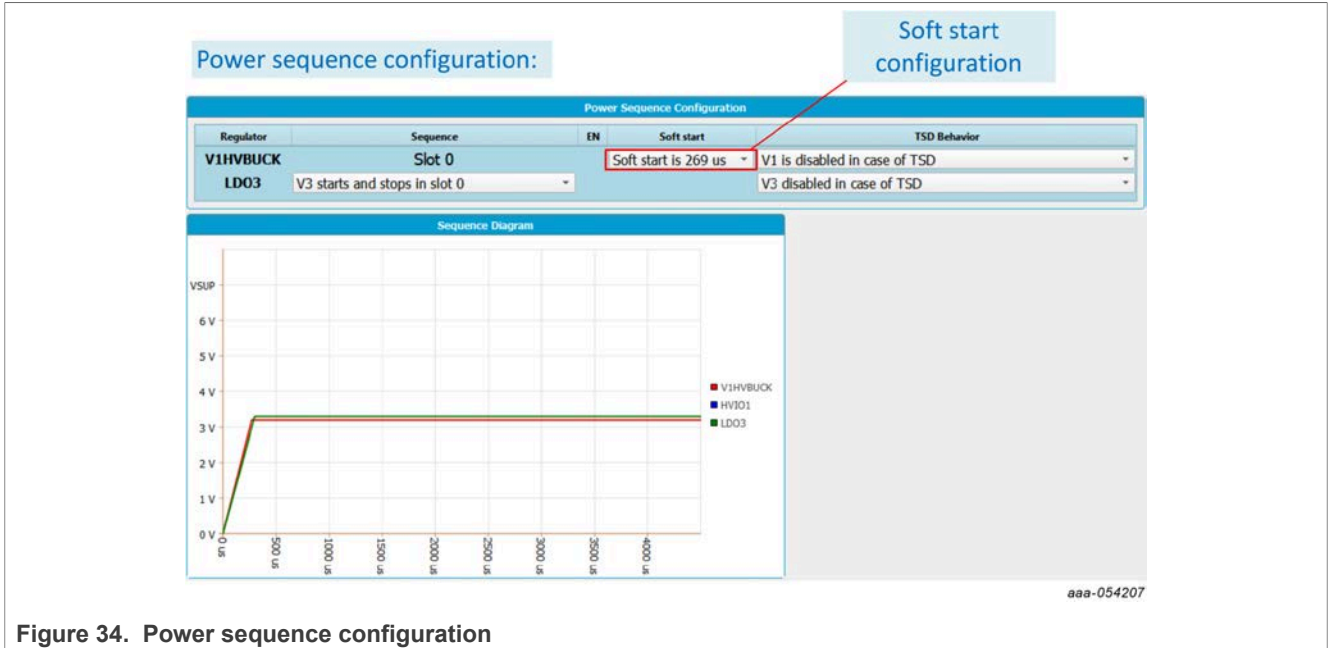 Soft start
configuration
Power sequence configuration:
Power Sequence Configuration
Regulator Sequence EN Soft start TSD Behavior
V1HVBUCK Slot 0 Soft start is 269 us V1 is disabled in case of TSD
LDO3 V3 starts and stops in slot 0 V3 disabled in case of TSD
Sequence Diagram
VSUP
6 V
5 V
4 V
3 V
2 V
1 V
0 V
V1HVBUCK
HVIO1
LDO3
0 us
500 us
1000 us
1500 us
2000 us
2500 us
3000 us
3500 us
4000 us
aaa-054207
Figure 34. Power sequence configuration